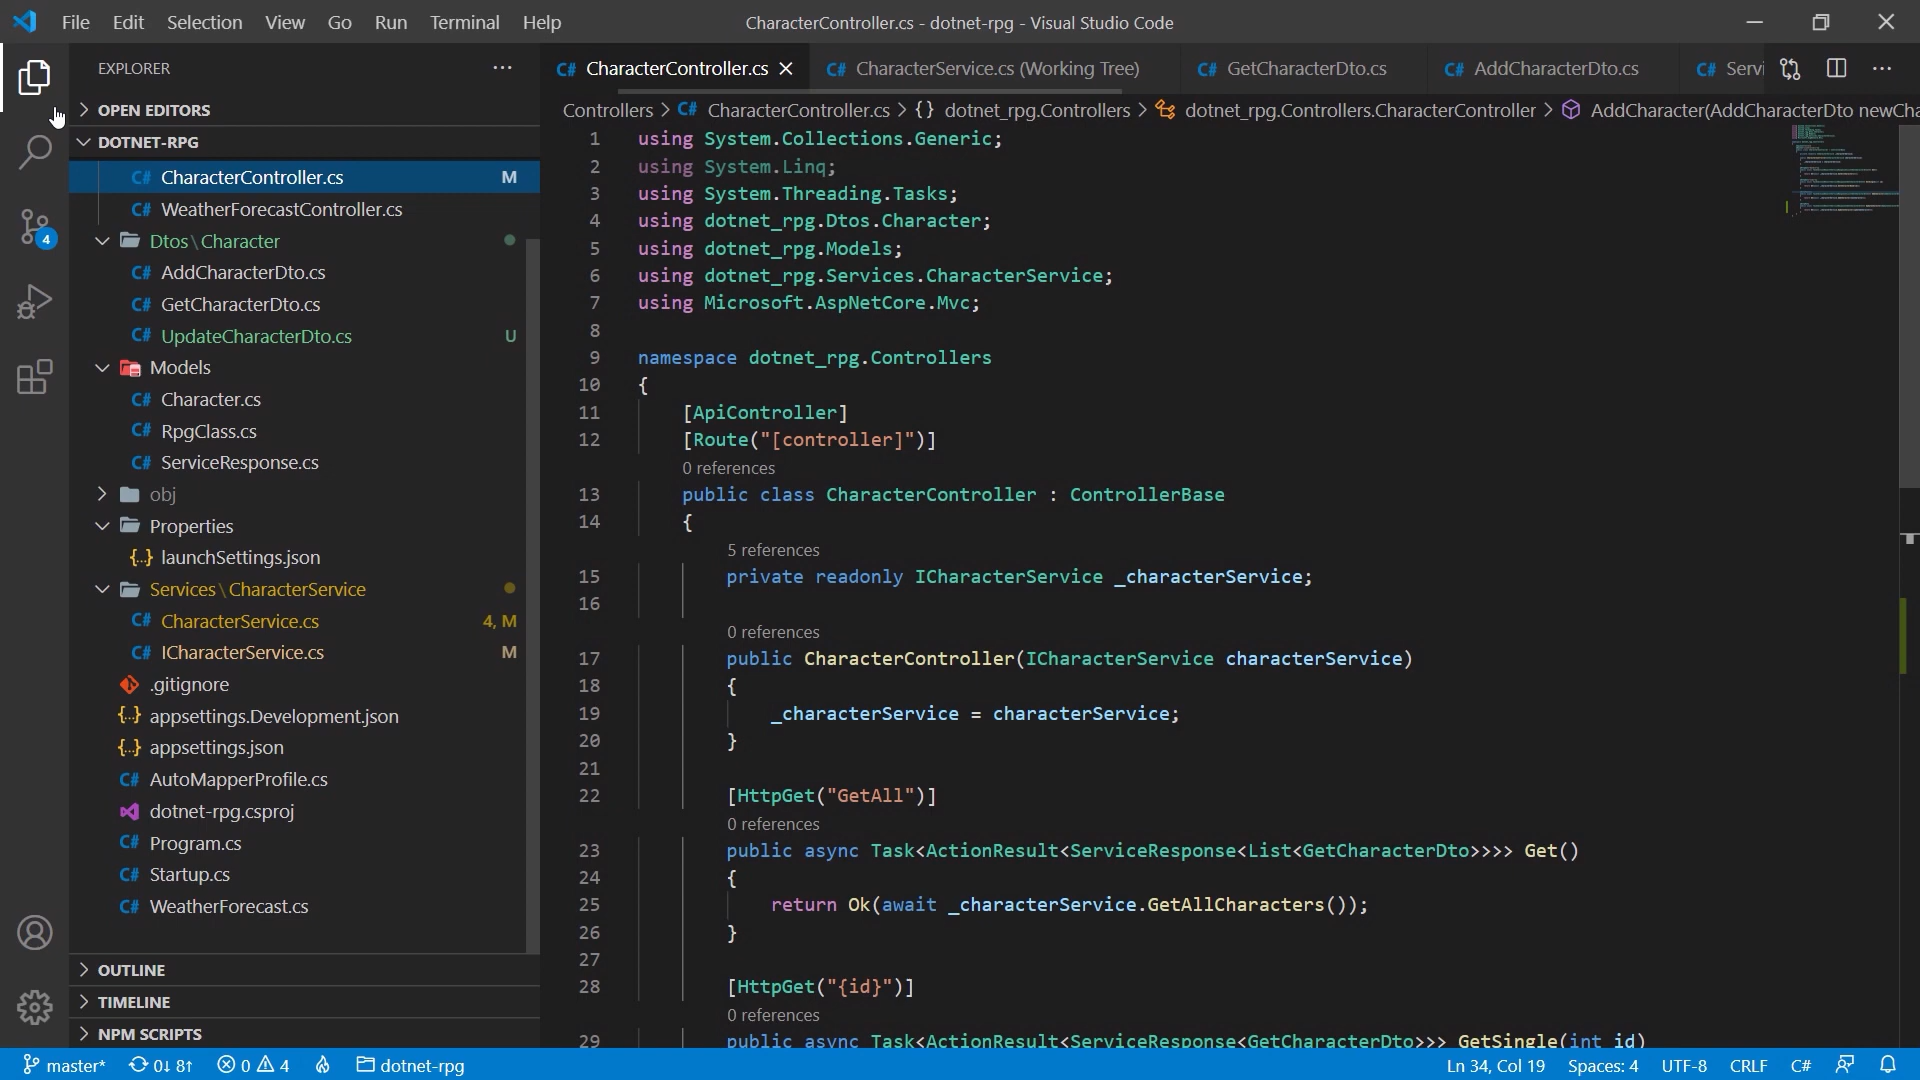 File Edit Selection View Go Run Terminal Help
CharacterController.cs - dotnet-rpg - Visual Studio Code
EXPLORER
OPEN EDITORS
DOTNET-RPG
C# CharacterController.cs M
C# WeatherForecastController.cs
Dtos\Character
C# AddCharacterDto.cs
C# GetCharacterDto.cs
C# UpdateCharacterDto.cs U
Models
C# Character.cs
C# RpgClass.cs
C# ServiceResponse.cs
obj
Properties
{..} launchSettings.json
Services\CharacterService
C# CharacterService.cs 4, M
C# ICharacterService.cs M
.gitignore
{..} appsettings.Development.json
{..} appsettings.json
C# AutoMapperProfile.cs
dotnet-rpg.csproj
C# Program.cs
C# Startup.cs
C# WeatherForecast.cs
OUTLINE
TIMELINE
NPM SCRIPTS
4
C# CharacterController.cs C# CharacterService.cs (Working Tree) C# GetCharacterDto.cs C# AddCharacterDto.cs C# Servi
Controllers > C# CharacterController.cs > {} dotnet_rpg.Controllers > dotnet_rpg.Controllers.CharacterController > AddCharacter(AddCharacterDto newCha
1 using System.Collections.Generic;
2 using System.Linq;
3 using System.Threading.Tasks;
4 using dotnet_rpg.Dtos.Character;
5 using dotnet_rpg.Models;
6 using dotnet_rpg.Services.CharacterService;
7 using Microsoft.AspNetCore.Mvc;
8
9 namespace dotnet_rpg.Controllers
10 {
11 [ApiController]
12 [Route("[controller]")]
0 references
13 public class CharacterController : ControllerBase
14 {
5 references
15 private readonly ICharacterService _characterService;
16
0 references
17 public CharacterController(ICharacterService characterService)
18 {
19 _characterService = characterService;
20 }
21
22 [HttpGet("GetAll")]
0 references
23 public async Task<ActionResult<ServiceResponse<List<GetCharacterDto>>>> Get()
24 {
25 return Ok(await _characterService.GetAllCharacters());
26 }
27
28 [HttpGet("{id}")]
0 references
29 public async Task<ActionResult<ServiceResponse<GetCharacterDto>>> GetSingle(int id)
master* 0↓ 8↑ 0 4 dotnet-rpg
Ln 34, Col 19 Spaces: 4 UTF-8 CRLF C#